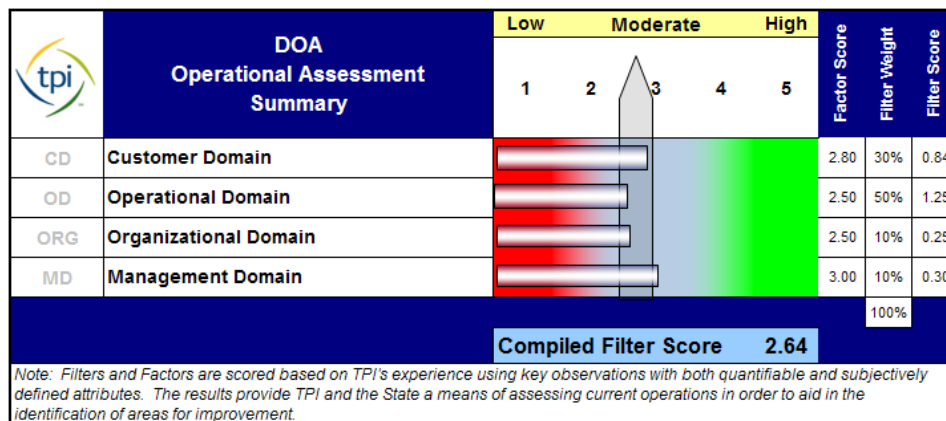 Low Moderate High
DOA
Operational Assessment
Summary
tpi
1 2 3 4 5
Factor Score
Filter Weight
Filter Score
CD Customer Domain 2.80 30% 0.84
OD Operational Domain 2.50 50% 1.25
ORG Organizational Domain 2.50 10% 0.25
MD Management Domain 3.00 10% 0.30
100%
Compiled Filter Score 2.64
Note: Filters and Factors are scored based on TPI's experience using key observations with both quantifiable and subjectively
defined attributes. The results provide TPI and the State a means of assessing current operations in order to aid in the
identification of areas for improvement.